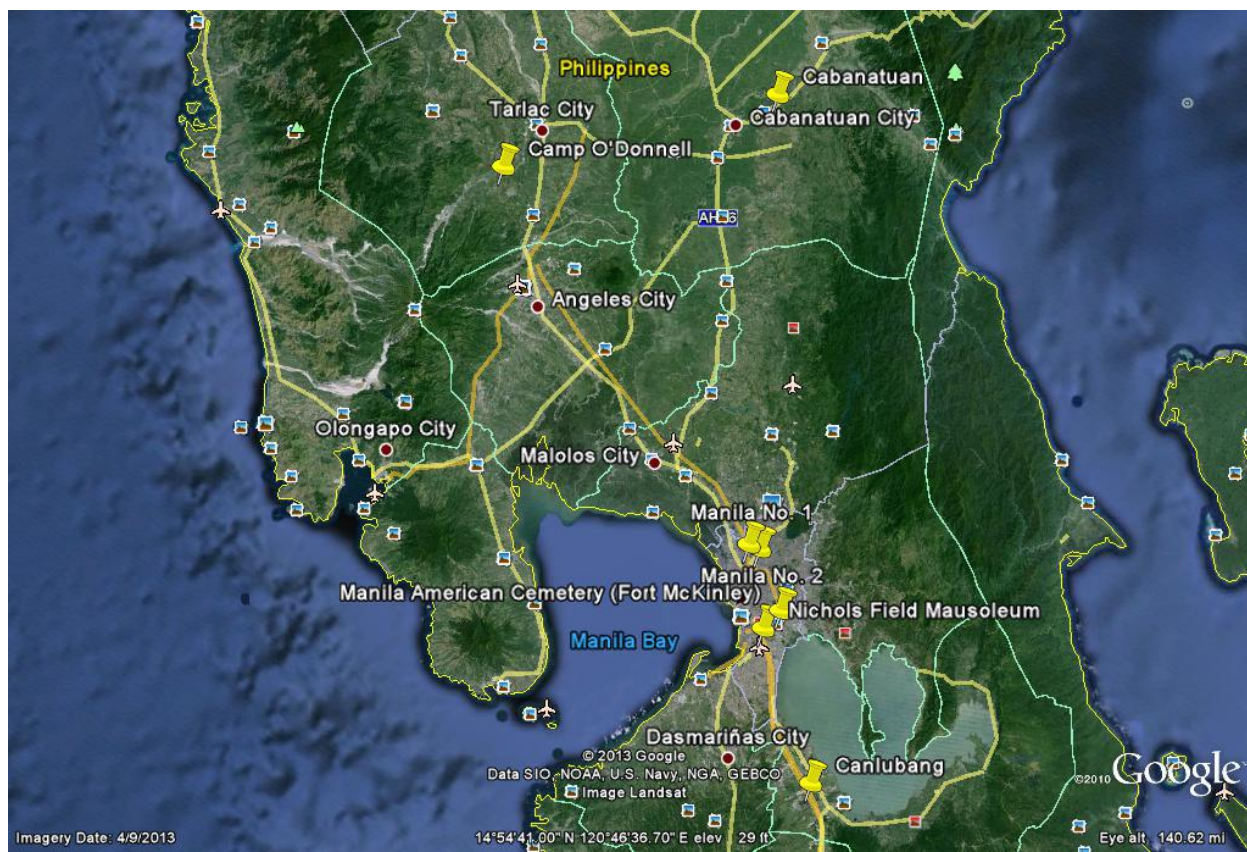 Philippines
Cabanatuan
Tarlac City
Cabanatuan City
Camp O'Donnell
Angeles City
Olongapo City
Malolos City
Manila No. 1
Manila No. 2
Manila American Cemetery (Fort McKinley)
Nichols Field Mausoleum
Manila Bay
Dasmariñas City
© 2013 Google
Canlubang
Data SIO, NOAA, U.S. Navy, NGA, GEBCO
Image Landsat
©2010 Google
Imagery Date: 4/9/2013
14°54'41.00" N 120°46'36.70" E elev 29 ft
Eye alt 140.62 mi